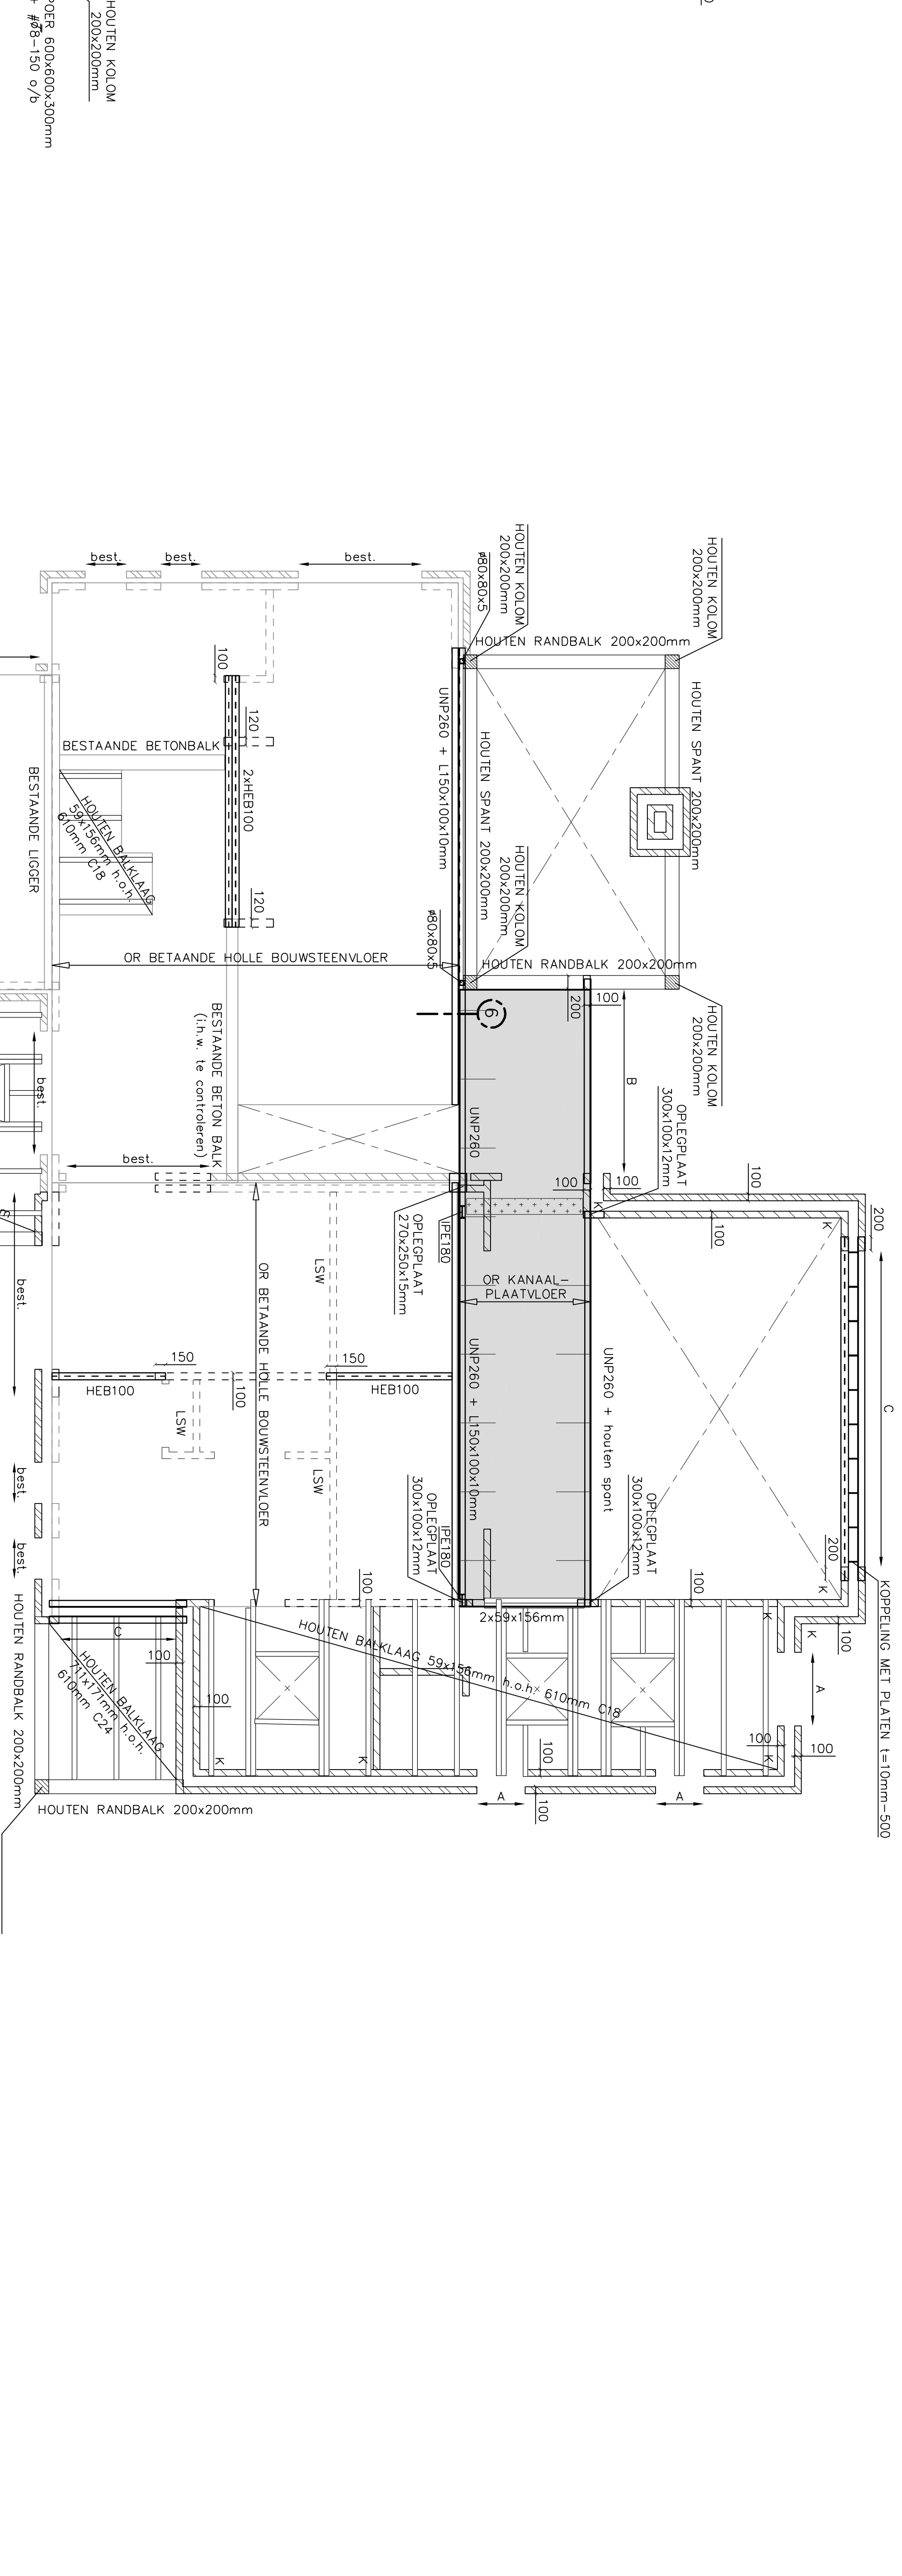 HOUTEN KOLOM
200x200mm
POER 600x600x300mm
+ #Ø8-150 o/b
HOUTEN KOLOM
200x200mm
HOUTEN KOLOM
200x200mm
80x80x5
HOUTEN RANDBALK 200x200mm
HOUTEN SPANT 200x200mm
HOUTEN SPANT 200x200mm
UNP260 + L150x100x10mm
best.
best.
best.
100
120
2xHEB100
120
BESTAANDE BETONBALK
HOUTEN BALKLAAG
59x156mm h.o.h.
610mm C18
BESTAANDE LIGGER
HOUTEN KOLOM
200x200mm
80x80x5
OR BETAANDE HOLLE BOUWSTEENVLOER
HOUTEN RANDBALK 200x200mm
HOUTEN KOLOM
200x200mm
100
200
6
B
BESTAANDE BETON BALK
(i.h.w. te controleren)
best.
best.
UNP260
OPLEGPLAAT
300x100x12mm
100
100
100
100
200
K
K
IPE180
OPLEGPLAAT
270x250x15mm
OR KANAAL-
PLAATVLOER
LSW
OR BETAANDE HOLLE BOUWSTEENVLOER
best.
150
150
100
HEB100
HEB100
LSW
LSW
UNP260 + L150x100x10mm
UNP260 + houten spant
C
best.
best.
IPE180
OPLEGPLAAT
300x100x12mm
OPLEGPLAAT
300x100x12mm
200
K
KOPPELING MET PLATEN t=10mm-500
100
100
100
K
K
A
2x59x156mm
HOUTEN BALKLAAG 59x156mm h.o.h. 610mm C18
C
100
HOUTEN BALKLAAG
71x171mm h.o.h.
610mm C24
100
K
K
K
100
100
100
100
A
A
HOUTEN RANDBALK 200x200mm
HOUTEN RANDBALK 200x200mm